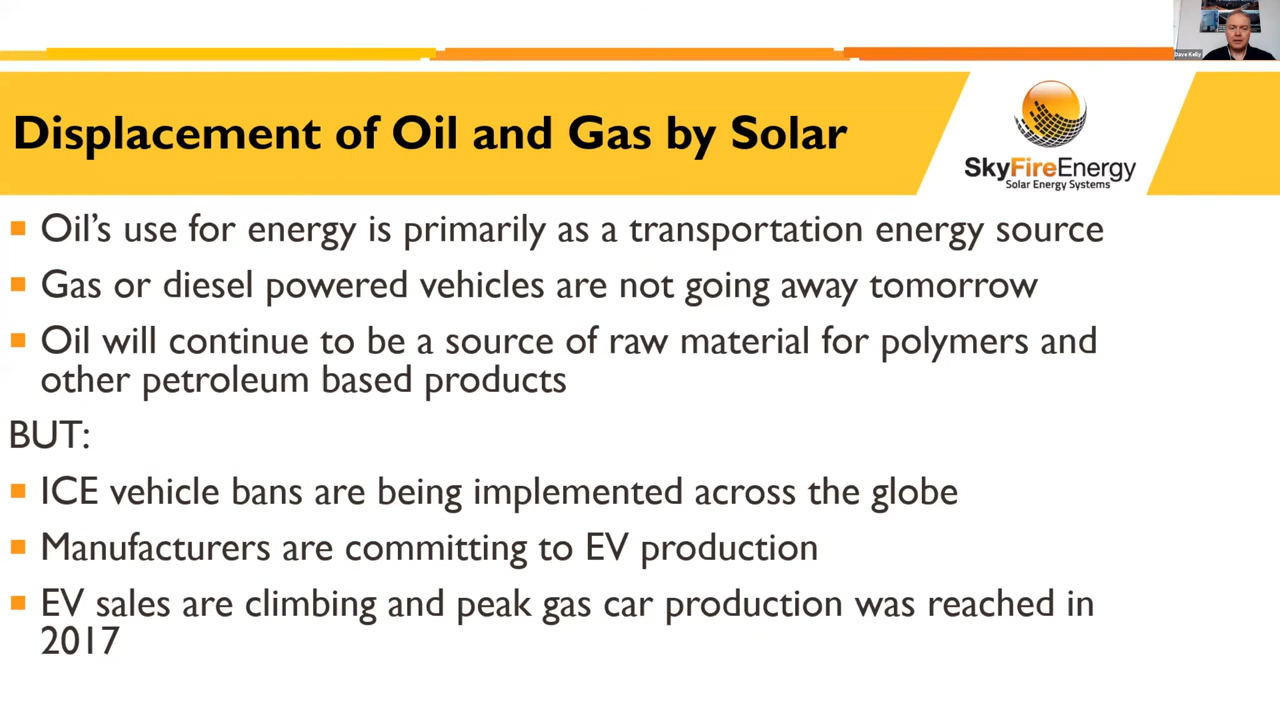 Dave Kelly
Displacement of Oil and Gas by Solar
SkyFireEnergy
Solar Energy Systems
■ Oil’s use for energy is primarily as a transportation energy source
■ Gas or diesel powered vehicles are not going away tomorrow
■ Oil will continue to be a source of raw material for polymers and
other petroleum based products
BUT:
■ ICE vehicle bans are being implemented across the globe
■ Manufacturers are committing to EV production
■ EV sales are climbing and peak gas car production was reached in
2017